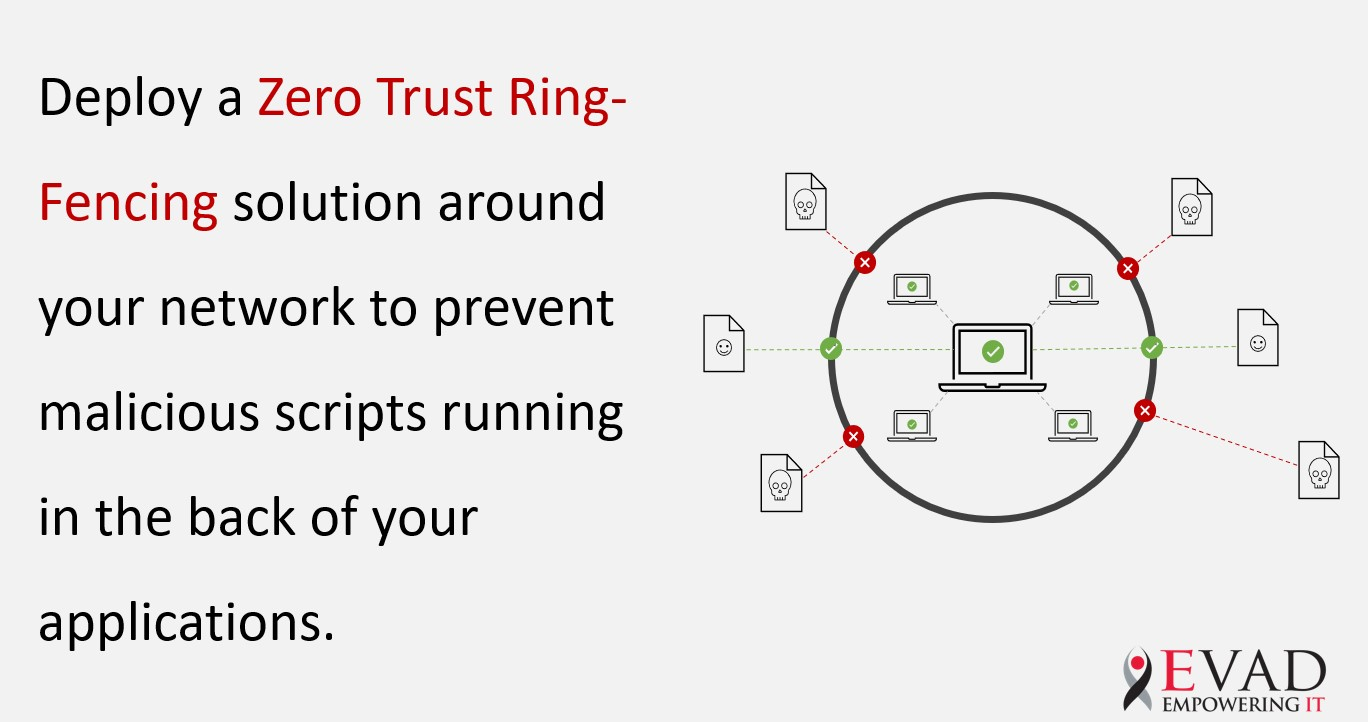 Deploy a Zero Trust Ring-
Fencing solution around
your network to prevent
malicious scripts running
in the back of your
applications.
EVAD
EMPOWERING IT